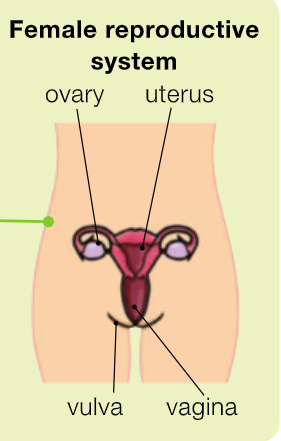 Female reproductive
system
ovary uterus
vulva vagina